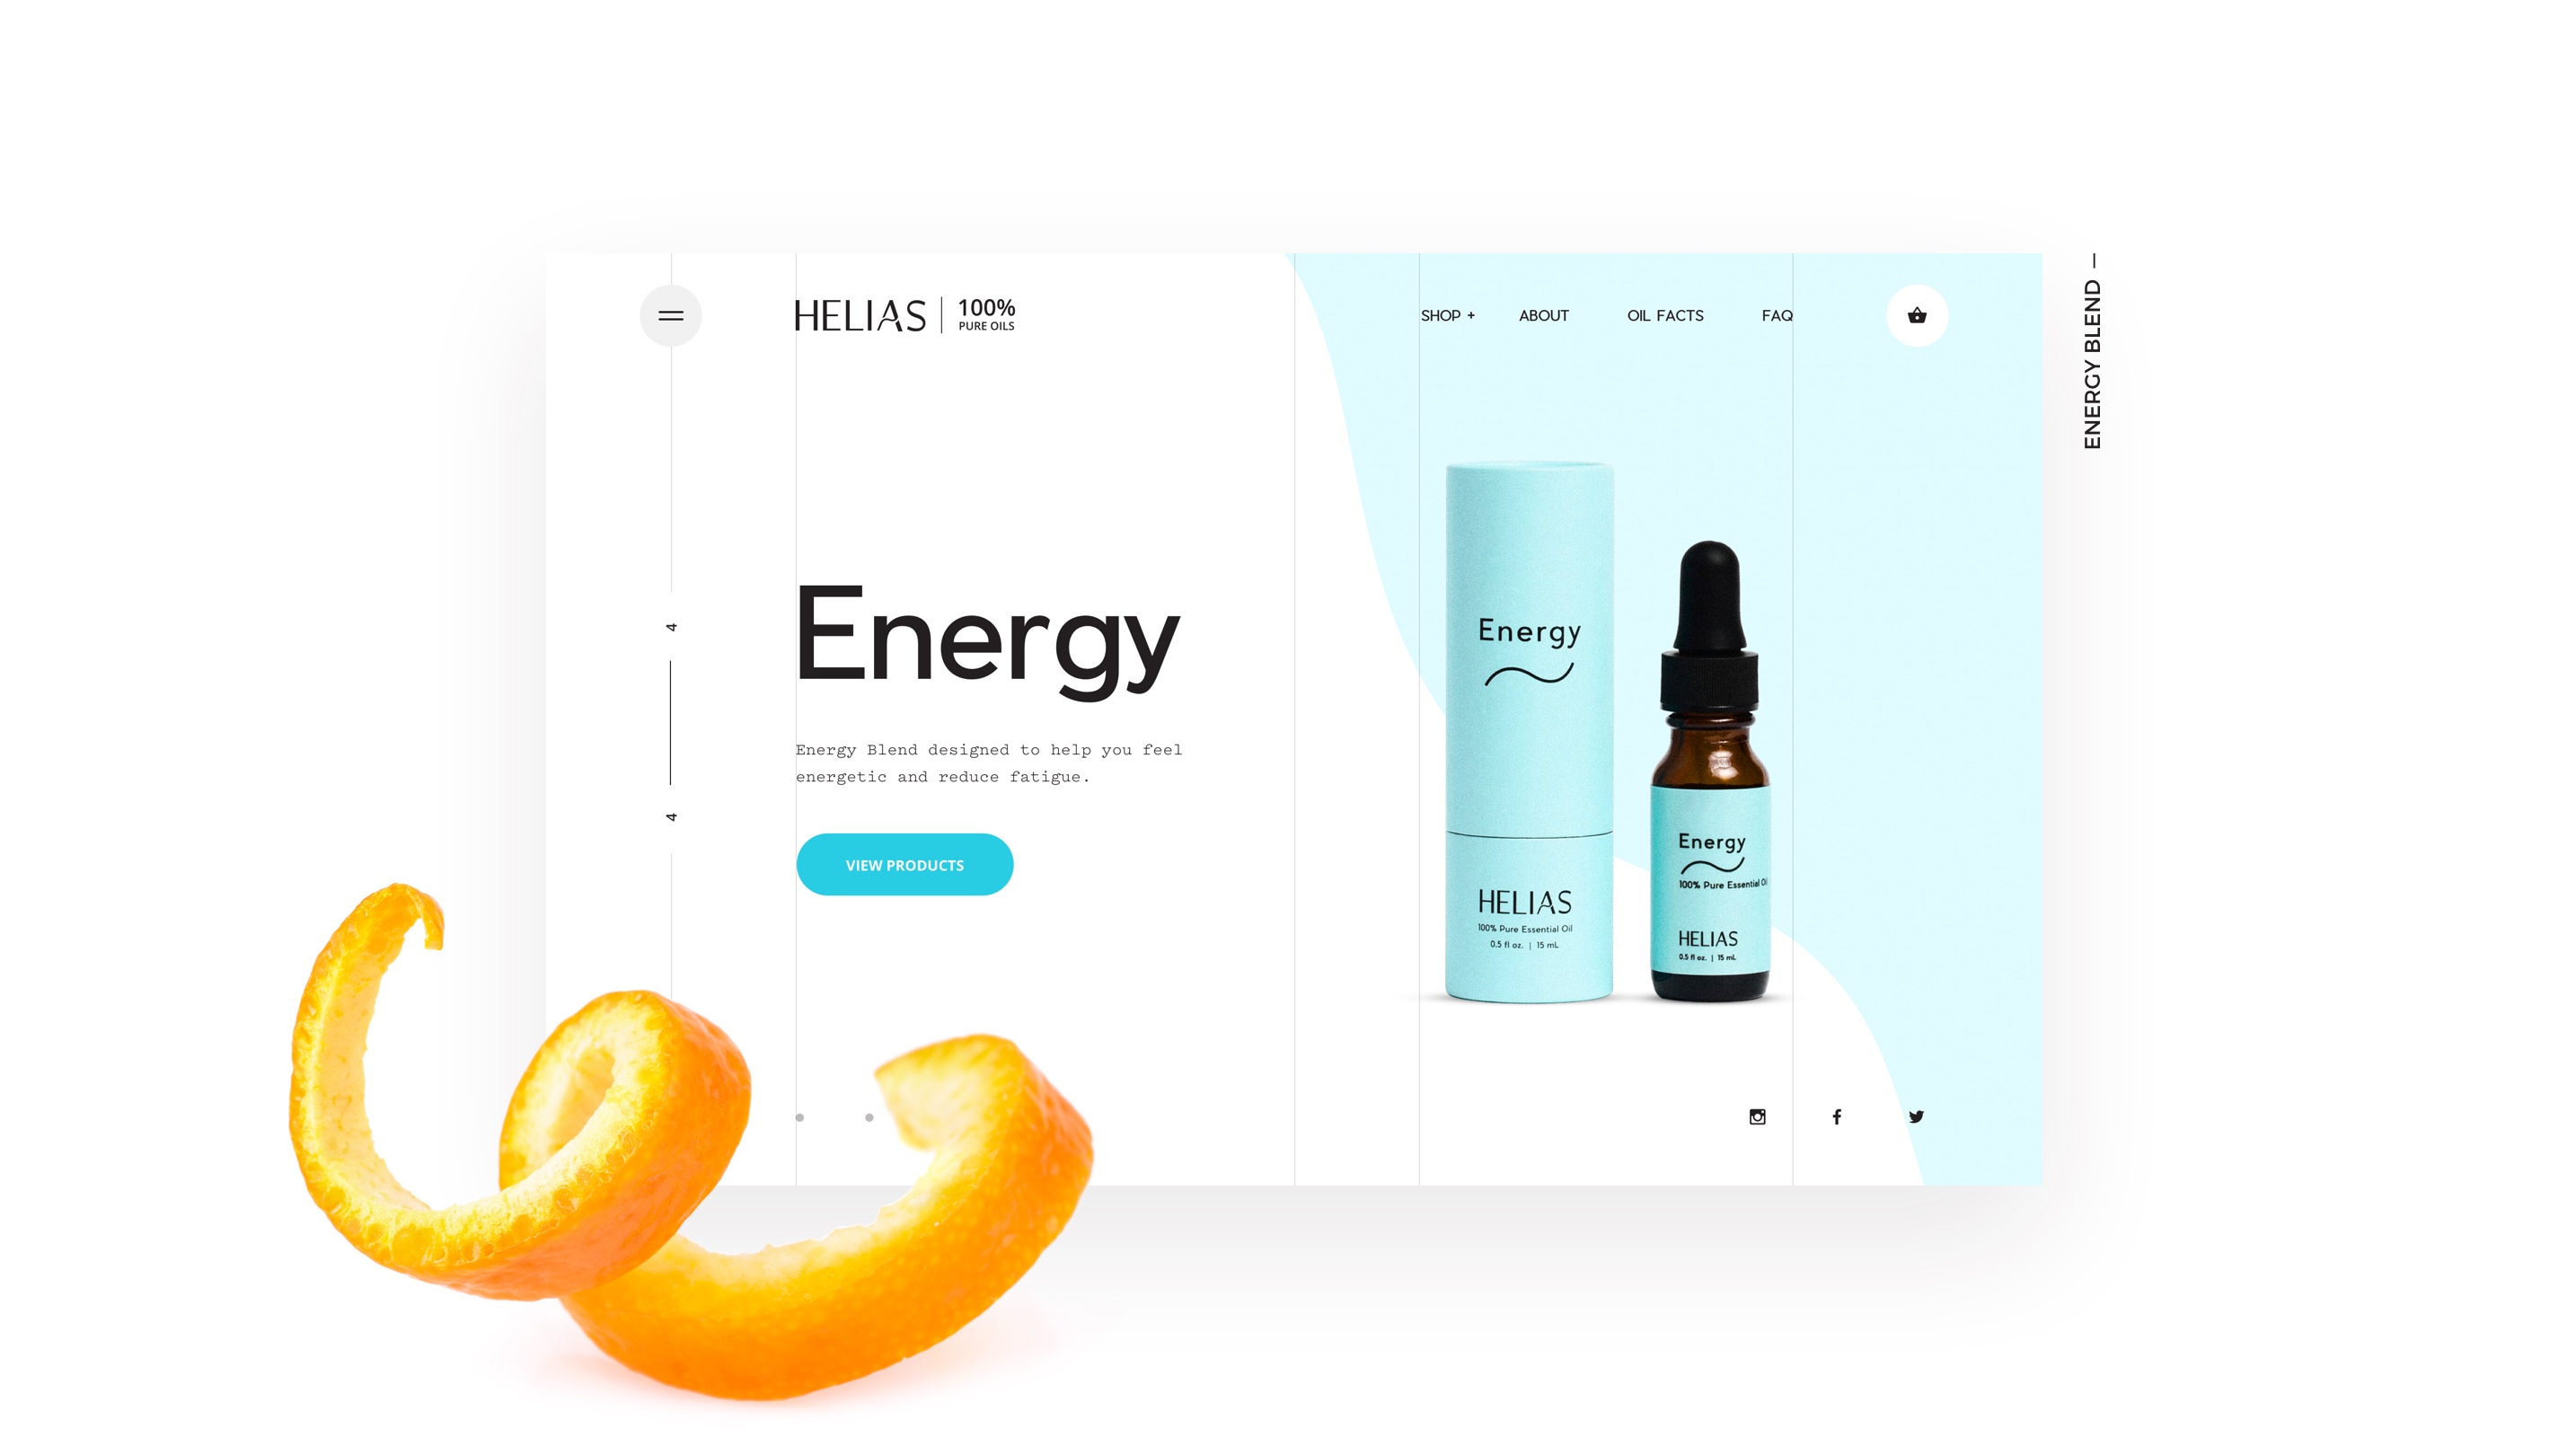 HELIAS
100%
PURE OILS
SHOP +
ABOUT
OIL FACTS
FAQ
ENERGY BLEND —
4
4
Energy
Energy Blend designed to help you feel
energetic and reduce fatigue.
VIEW PRODUCTS
Energy
HELIAS
100% Pure Essential Oil
0.5 fl oz. | 15 mL
Energy
100% Pure Essential Oil
HELIAS
0.5 fl oz. | 15 mL